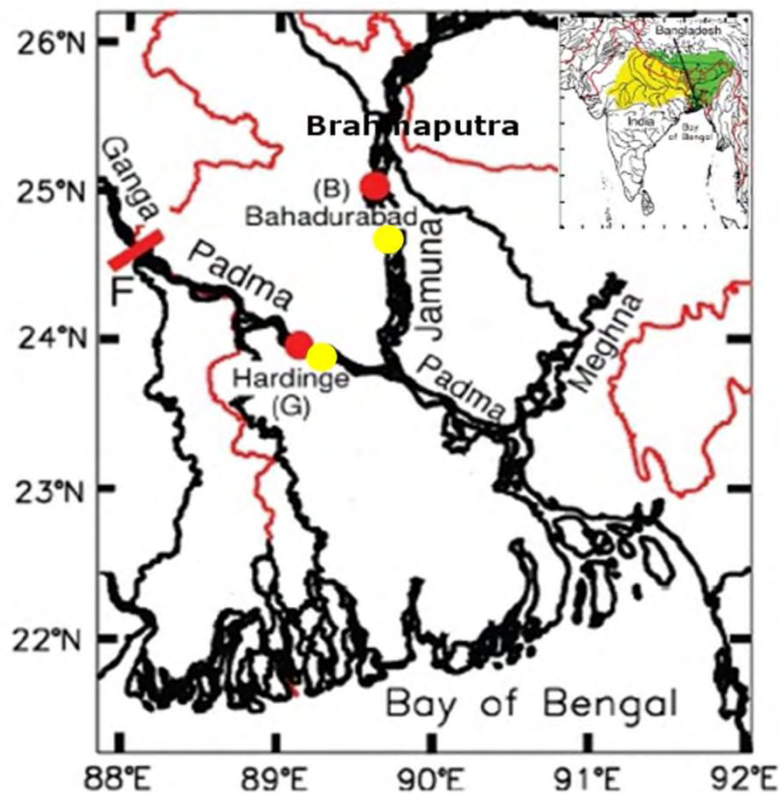 26°N
25°N
24°N
23°N
22°N
88°E
89°E
90°E
91°E
92°E
Bangladesh
India
Bay
of Bengal
Brahmaputra
Ganga
(B)
Bahadurabad
F
Padma
Jamuna
Hardinge
(G)
Padma
Meghna
Bay of Bengal